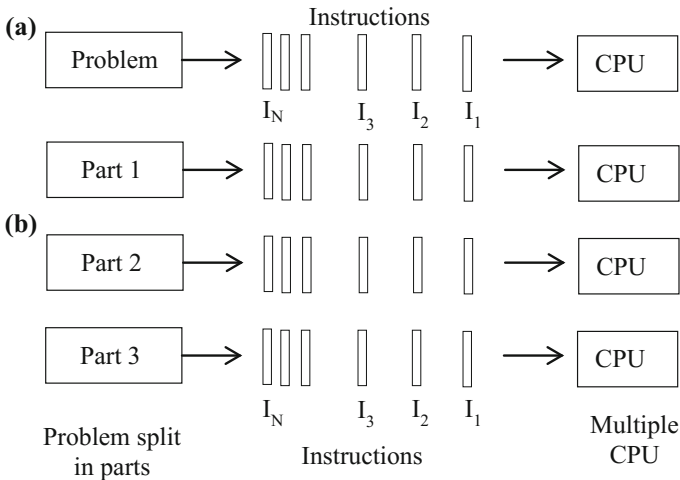 Instructions
(a)
Problem
CPU
I_N I_3 I_2 I_1
Part 1
CPU
(b)
Part 2
CPU
Part 3
CPU
I_N I_3 I_2 I_1
Problem split
in parts
Instructions
Multiple
CPU